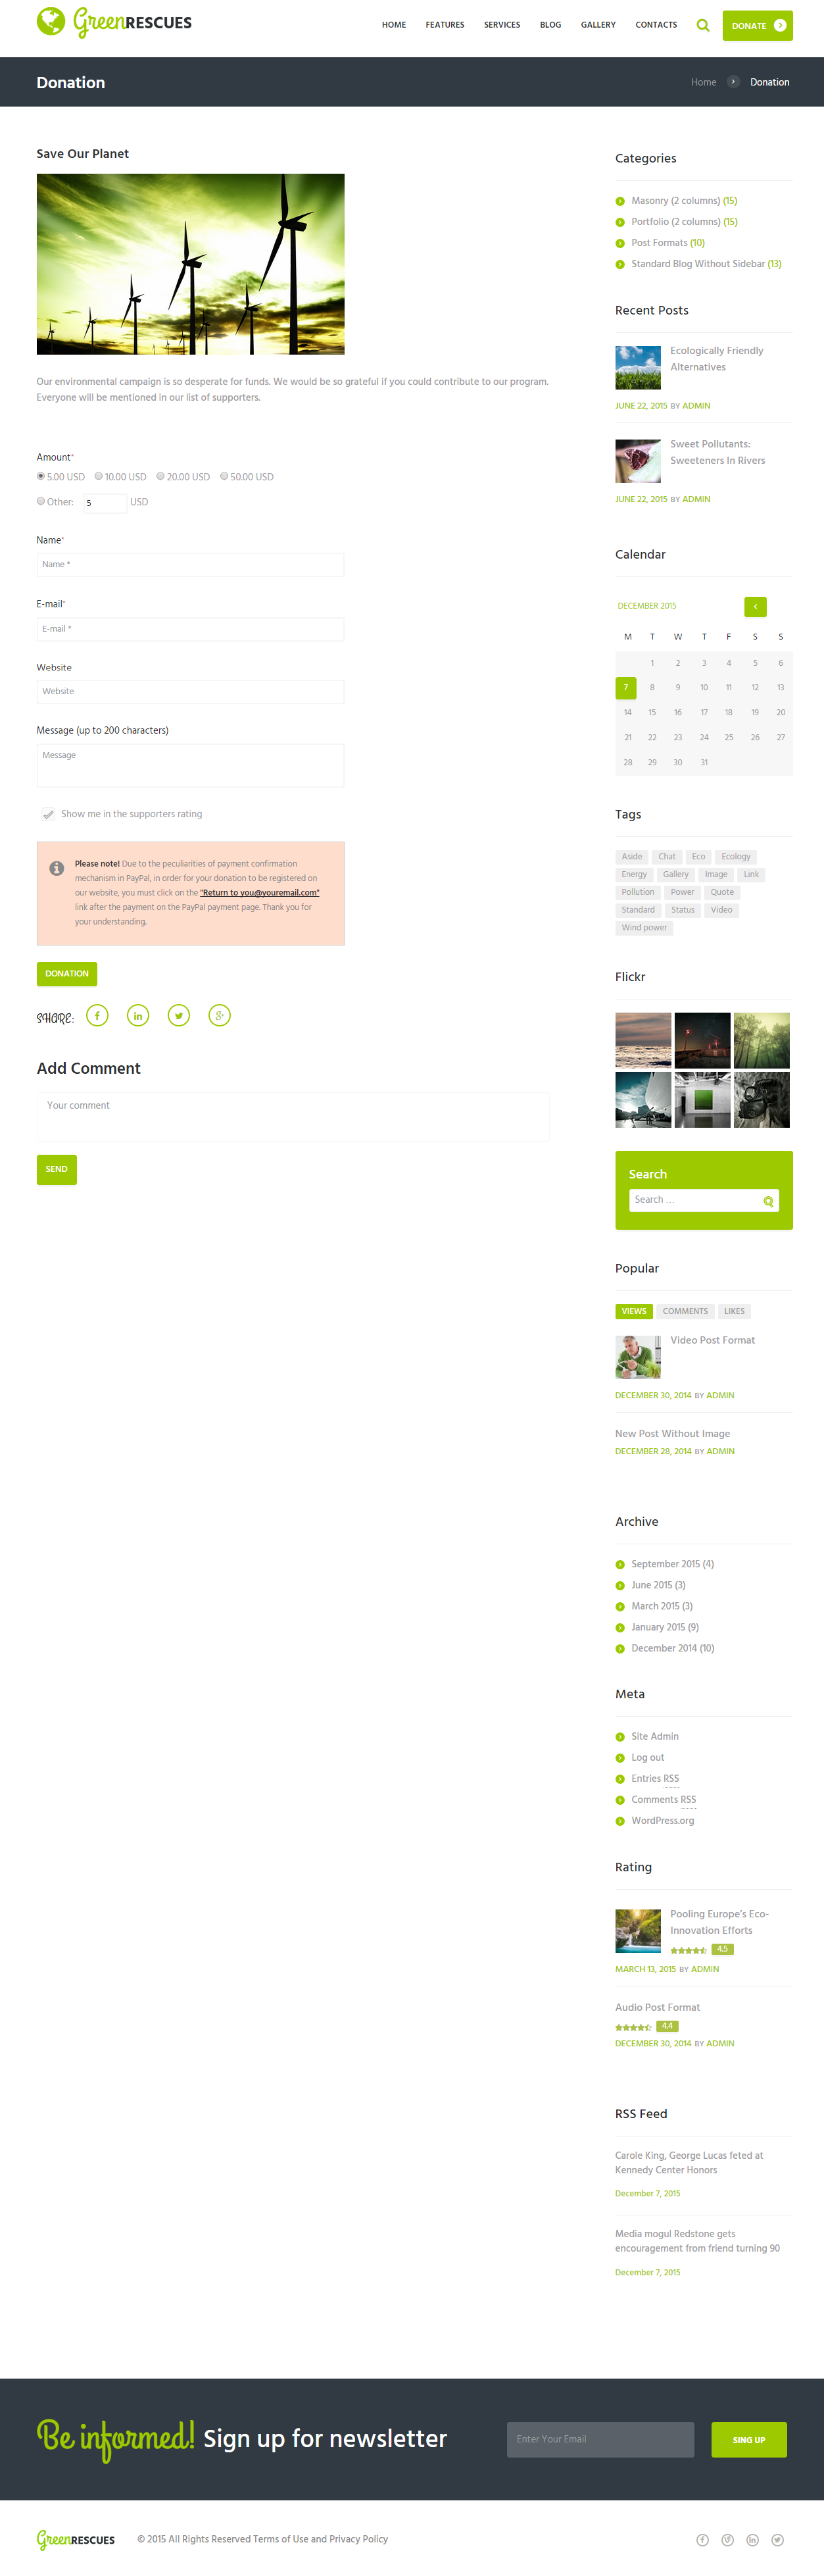 GreenRESCUES
HOME FEATURES SERVICES BLOG GALLERY CONTACTS DONATE
Donation
Home Donation
Save Our Planet
Our environmental campaign is so desperate for funds. We would be so grateful if you could contribute to our program.
Everyone will be mentioned in our list of supporters.
Amount*
5.00 USD 10.00 USD 20.00 USD 50.00 USD
Other: 5 USD
Name*
Name *
E-mail*
E-mail *
Website
Website
Message (up to 200 characters)
Message
Show me in the supporters rating
Please note! Due to the peculiarities of payment confirmation
mechanism in PayPal, in order for your donation to be registered on
our website, you must click on the "Return to you@youremail.com"
link after the payment on the PayPal payment page. Thank you for
your understanding.
DONATION
SHARE:
Add Comment
Your comment
SEND
Categories
Masonry (2 columns) (15)
Portfolio (2 columns) (15)
Post Formats (10)
Standard Blog Without Sidebar (13)
Recent Posts
Ecologically Friendly
Alternatives
JUNE 22, 2015 BY ADMIN
Sweet Pollutants:
Sweeteners In Rivers
JUNE 22, 2015 BY ADMIN
Calendar
DECEMBER 2015
M T W T F S S
1 2 3 4 5 6
7 8 9 10 11 12 13
14 15 16 17 18 19 20
21 22 23 24 25 26 27
28 29 30 31
Tags
Aside Chat Eco Ecology
Energy Gallery Image Link
Pollution Power Quote
Standard Status Video
Wind power
Flickr
Search
Search ...
Popular
VIEWS COMMENTS LIKES
Video Post Format
DECEMBER 30, 2014 BY ADMIN
New Post Without Image
DECEMBER 28, 2014 BY ADMIN
Archive
September 2015 (4)
June 2015 (3)
March 2015 (3)
January 2015 (9)
December 2014 (10)
Meta
Site Admin
Log out
Entries RSS
Comments RSS
WordPress.org
Rating
Pooling Europe's Eco-
Innovation Efforts
4.5
MARCH 13, 2015 BY ADMIN
Audio Post Format
4.4
DECEMBER 30, 2014 BY ADMIN
RSS Feed
Carole King, George Lucas feted at
Kennedy Center Honors
December 7, 2015
Media mogul Redstone gets
encouragement from friend turning 90
December 7, 2015
Be informed! Sign up for newsletter
Enter Your Email
SING UP
GreenRESCUES
© 2015 All Rights Reserved Terms of Use and Privacy Policy